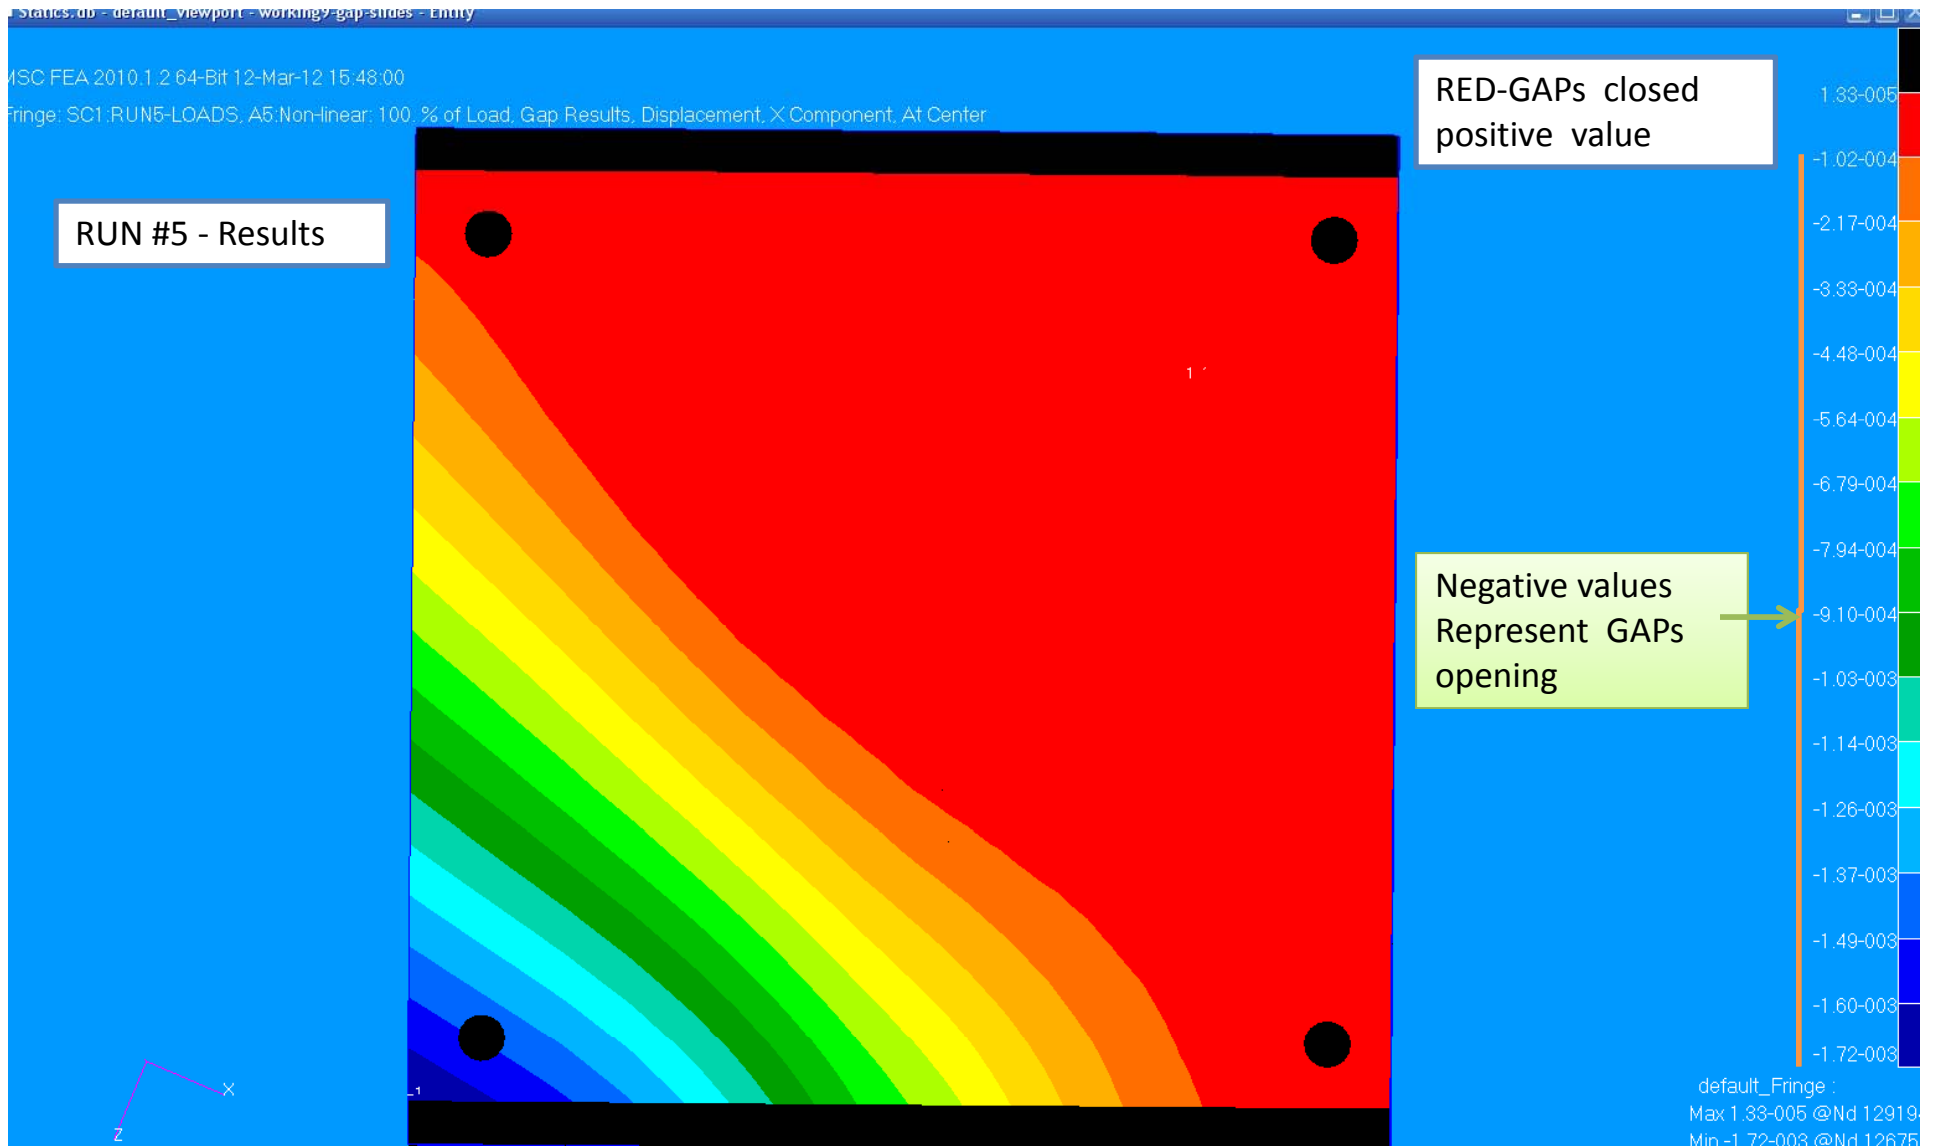 Statics.db - default_viewport - working9-gap-slides - Entity
MSC FEA 2010.1.2 64-Bit 12-Mar-12 15:48:00
Fringe: SC1:RUN5-LOADS, A5:Non-linear: 100. % of Load, Gap Results, Displacement, X Component, At Center
RUN #5 - Results
RED-GAPs closed
positive value
1.33-005
-1.02-004
-2.17-004
-3.33-004
-4.48-004
-5.64-004
-6.79-004
-7.94-004
-9.10-004
-1.03-003
-1.14-003
-1.26-003
-1.37-003
-1.49-003
-1.60-003
-1.72-003
Negative values
Represent GAPs
opening
1
_1
X
Z
default_Fringe :
Max 1.33-005 @Nd 12919
Min -1.72-003 @Nd 12675